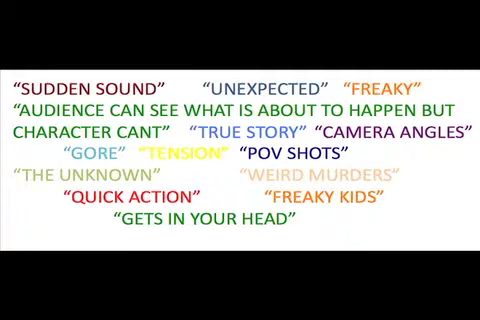 “SUDDEN SOUND” “UNEXPECTED” “FREAKY”
“AUDIENCE CAN SEE WHAT IS ABOUT TO HAPPEN BUT
CHARACTER CANT” “TRUE STORY” “CAMERA ANGLES”
“GORE” “TENSION” “POV SHOTS”
“THE UNKNOWN” “WEIRD MURDERS”
“QUICK ACTION” “FREAKY KIDS”
“GETS IN YOUR HEAD”